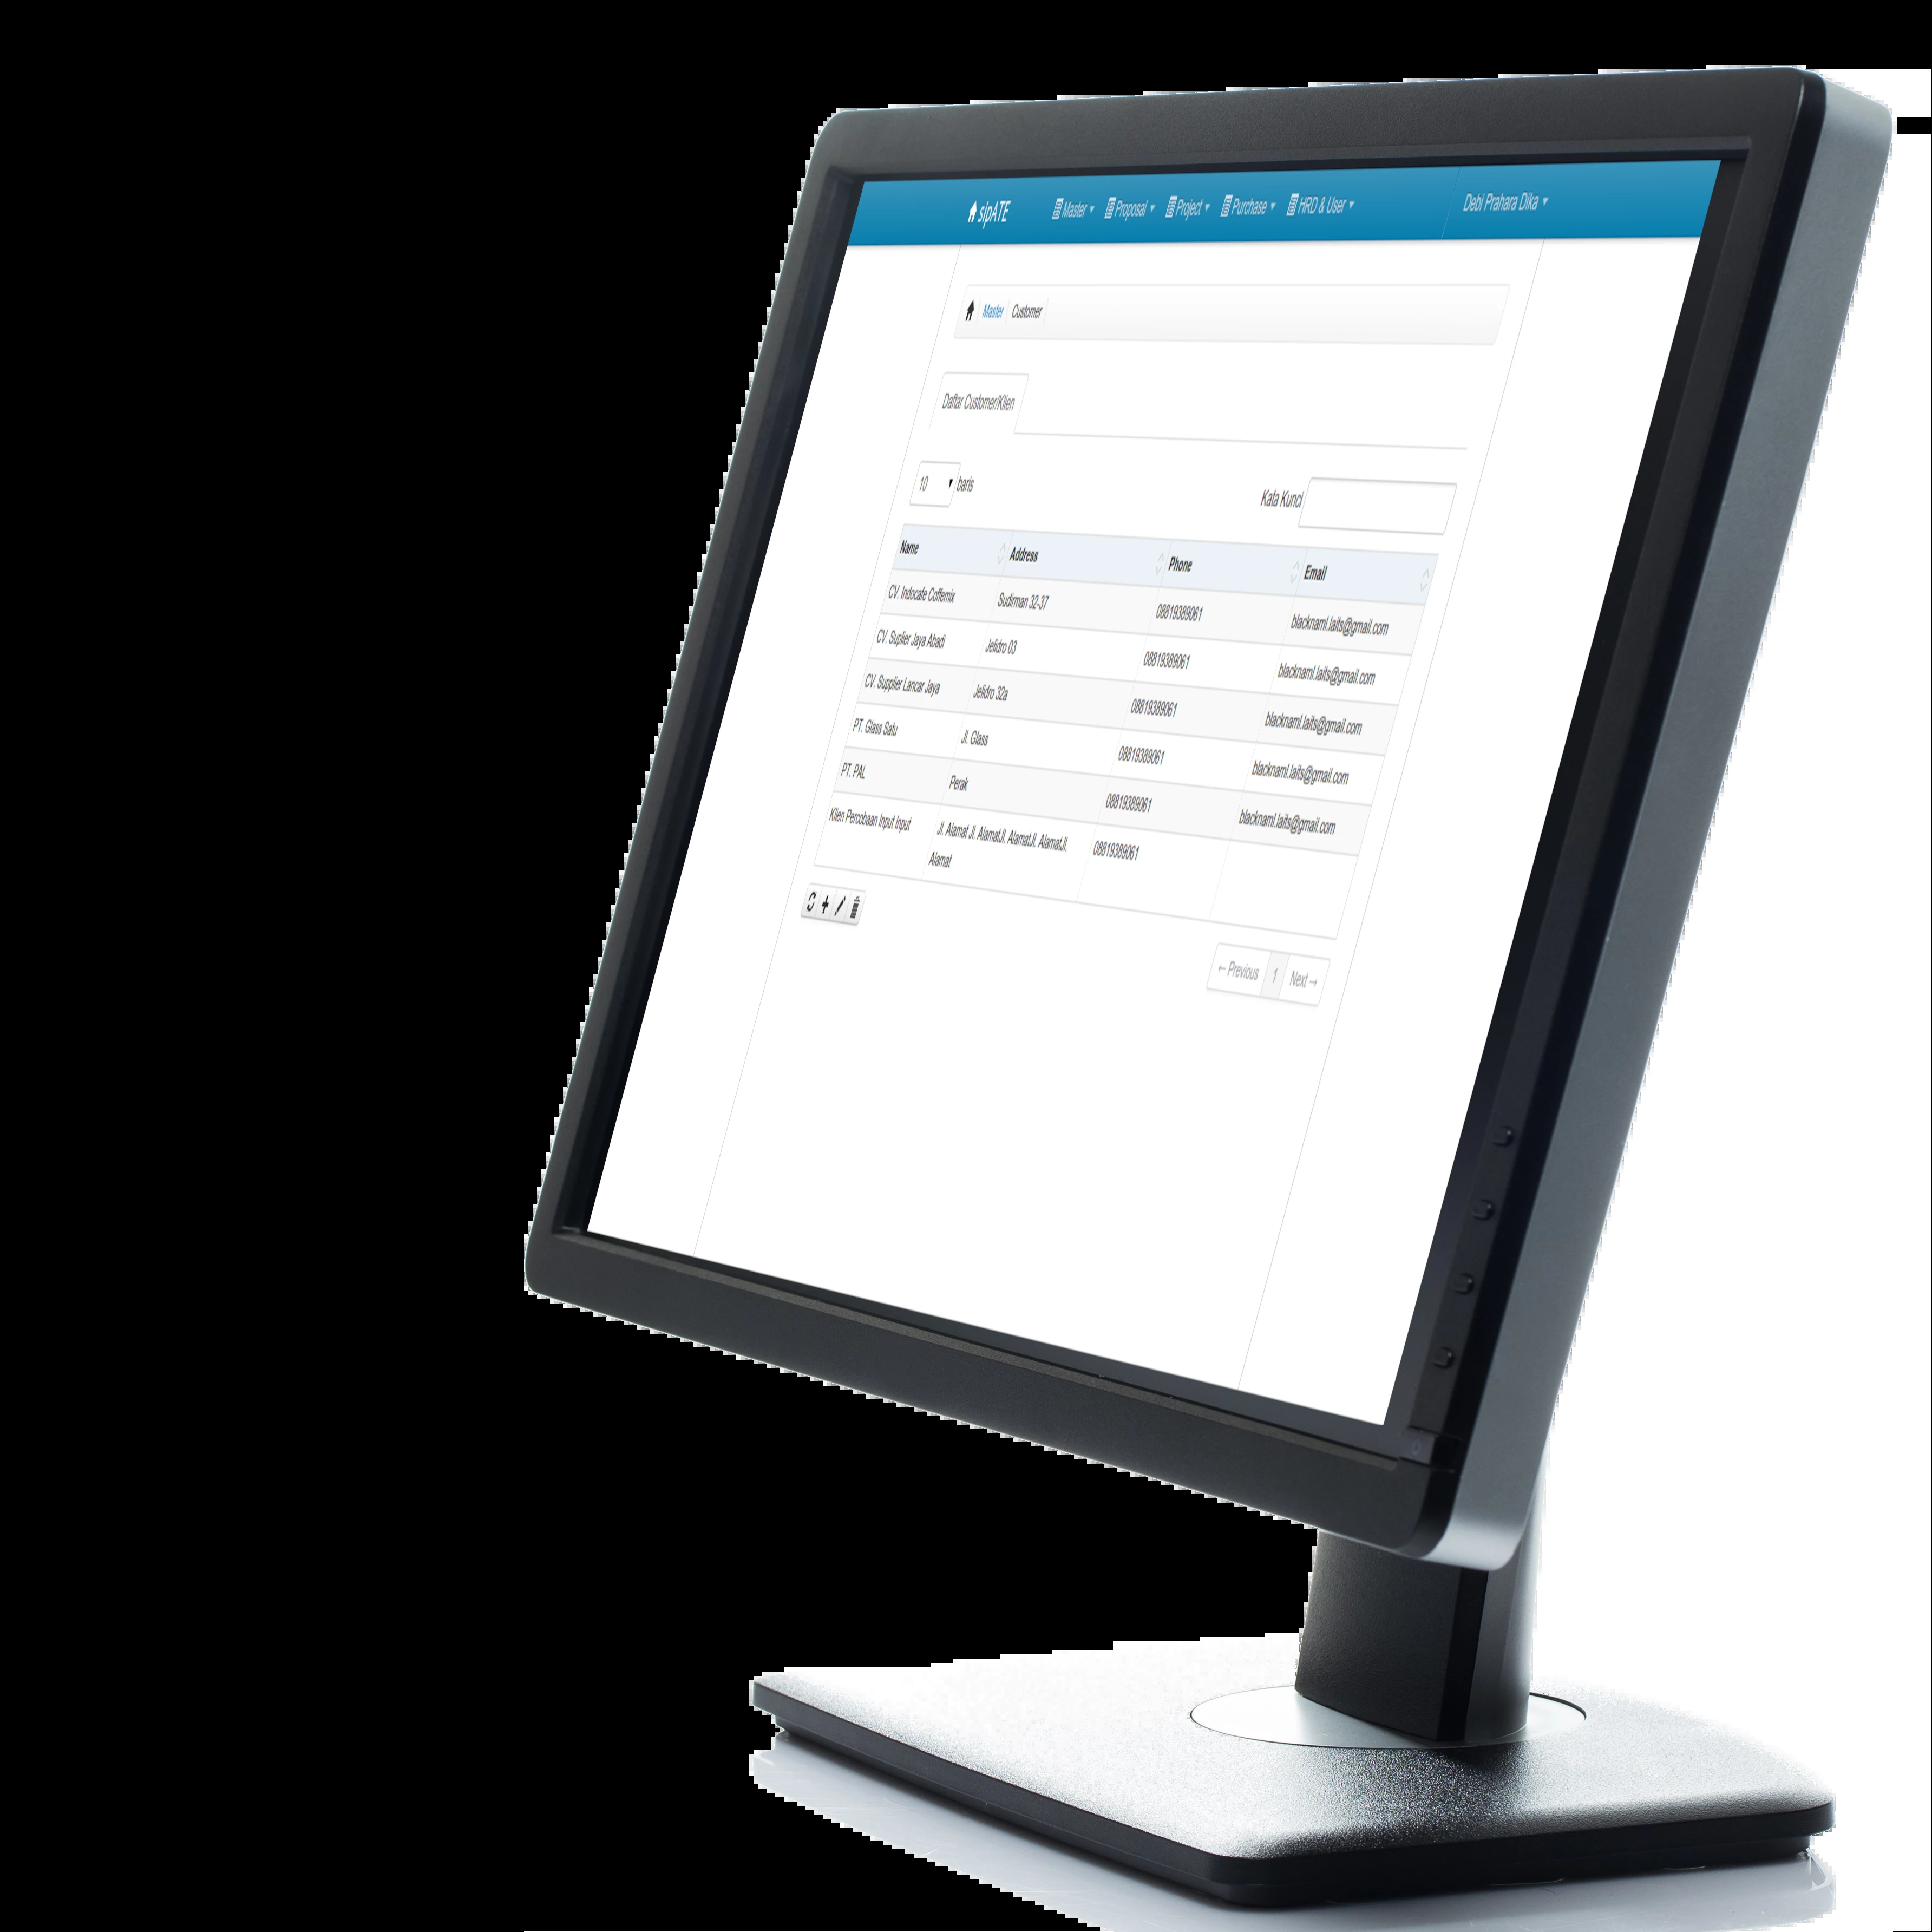 sipATE Master Proposal Project Purchase HRD & User Debi Prahara Dika
Master Customer
Daftar Customer/Klien
10 baris Kata Kunci
Name Address Phone Email
CV. Indocafe Coffemix Sudirman 32-37 08819389061 blacknaml.laits@gmail.com
CV. Suplier Jaya Abadi Jelidro 03 08819389061 blacknaml.laits@gmail.com
CV. Supplier Lancar Jaya Jelidro 32a 08819389061 blacknaml.laits@gmail.com
PT. Glass Satu Jl. Glass 08819389061 blacknaml.laits@gmail.com
PT. PAL Perak 08819389061 blacknaml.laits@gmail.com
Klien Percobaan Input Input Jl. Alamat Jl. AlamatJl. AlamatJl. AlamatJl. 08819389061
Alamat
← Previous 1 Next →